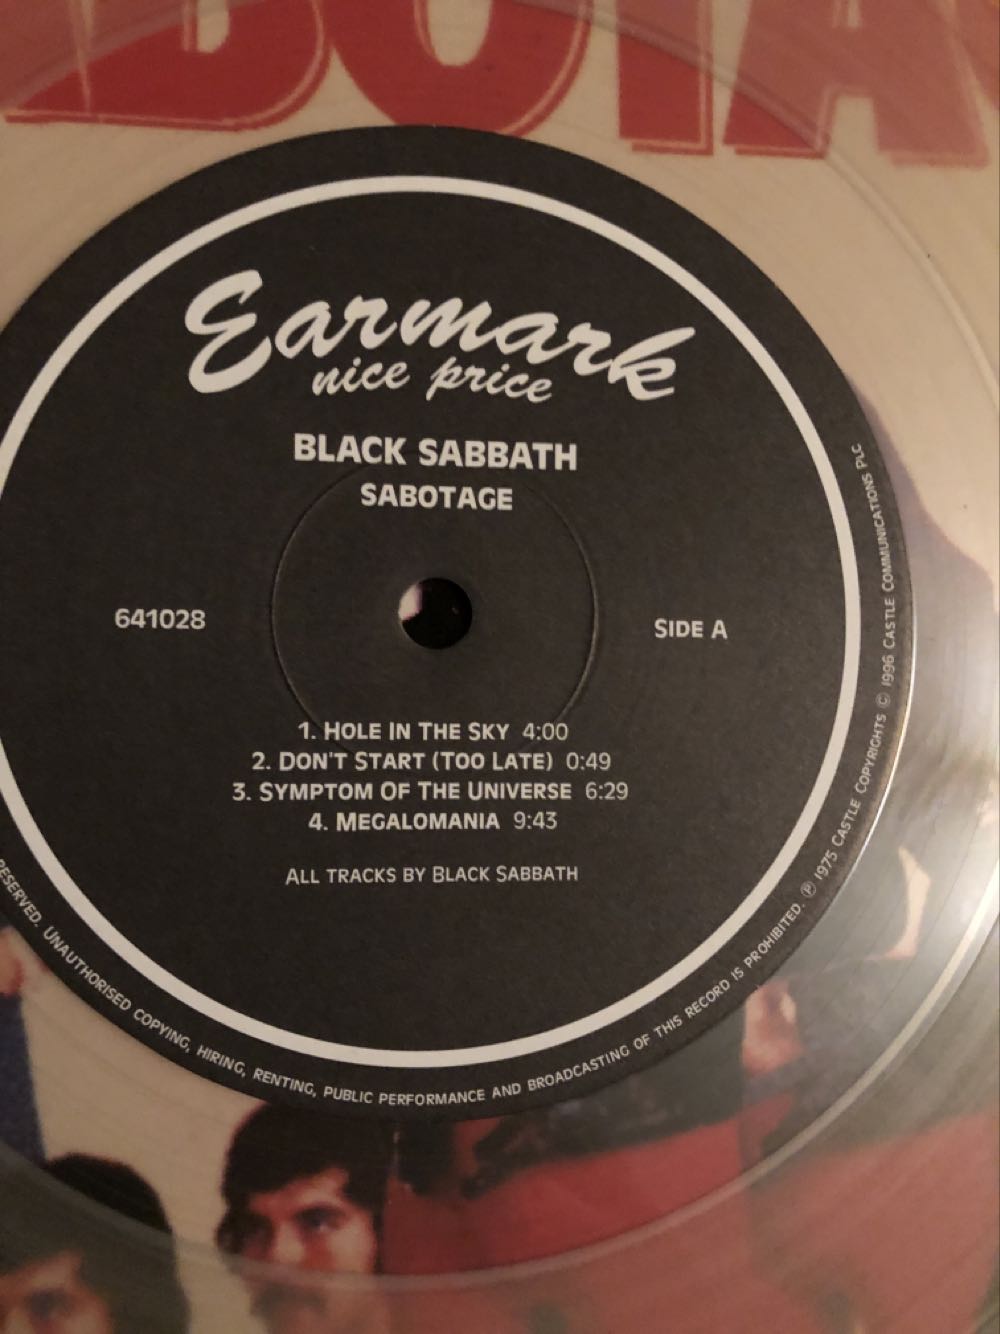 BOTA
Earmark
nice price
BLACK SABBATH
SABOTAGE
641028
SIDE A
1. HOLE IN THE SKY 4:00
2. DON'T START (TOO LATE) 0:49
3. SYMPTOM OF THE UNIVERSE 6:29
4. MEGALOMANIA 9:43
ALL TRACKS BY BLACK SABBATH
RESERVED. UNAUTHORISED COPYING, HIRING, RENTING, PUBLIC PERFORMANCE AND BROADCASTING OF THIS RECORD IS PROHIBITED. ℗ 1975 CASTLE COPYRIGHTS © 1996 CASTLE COMMUNICATIONS PLC